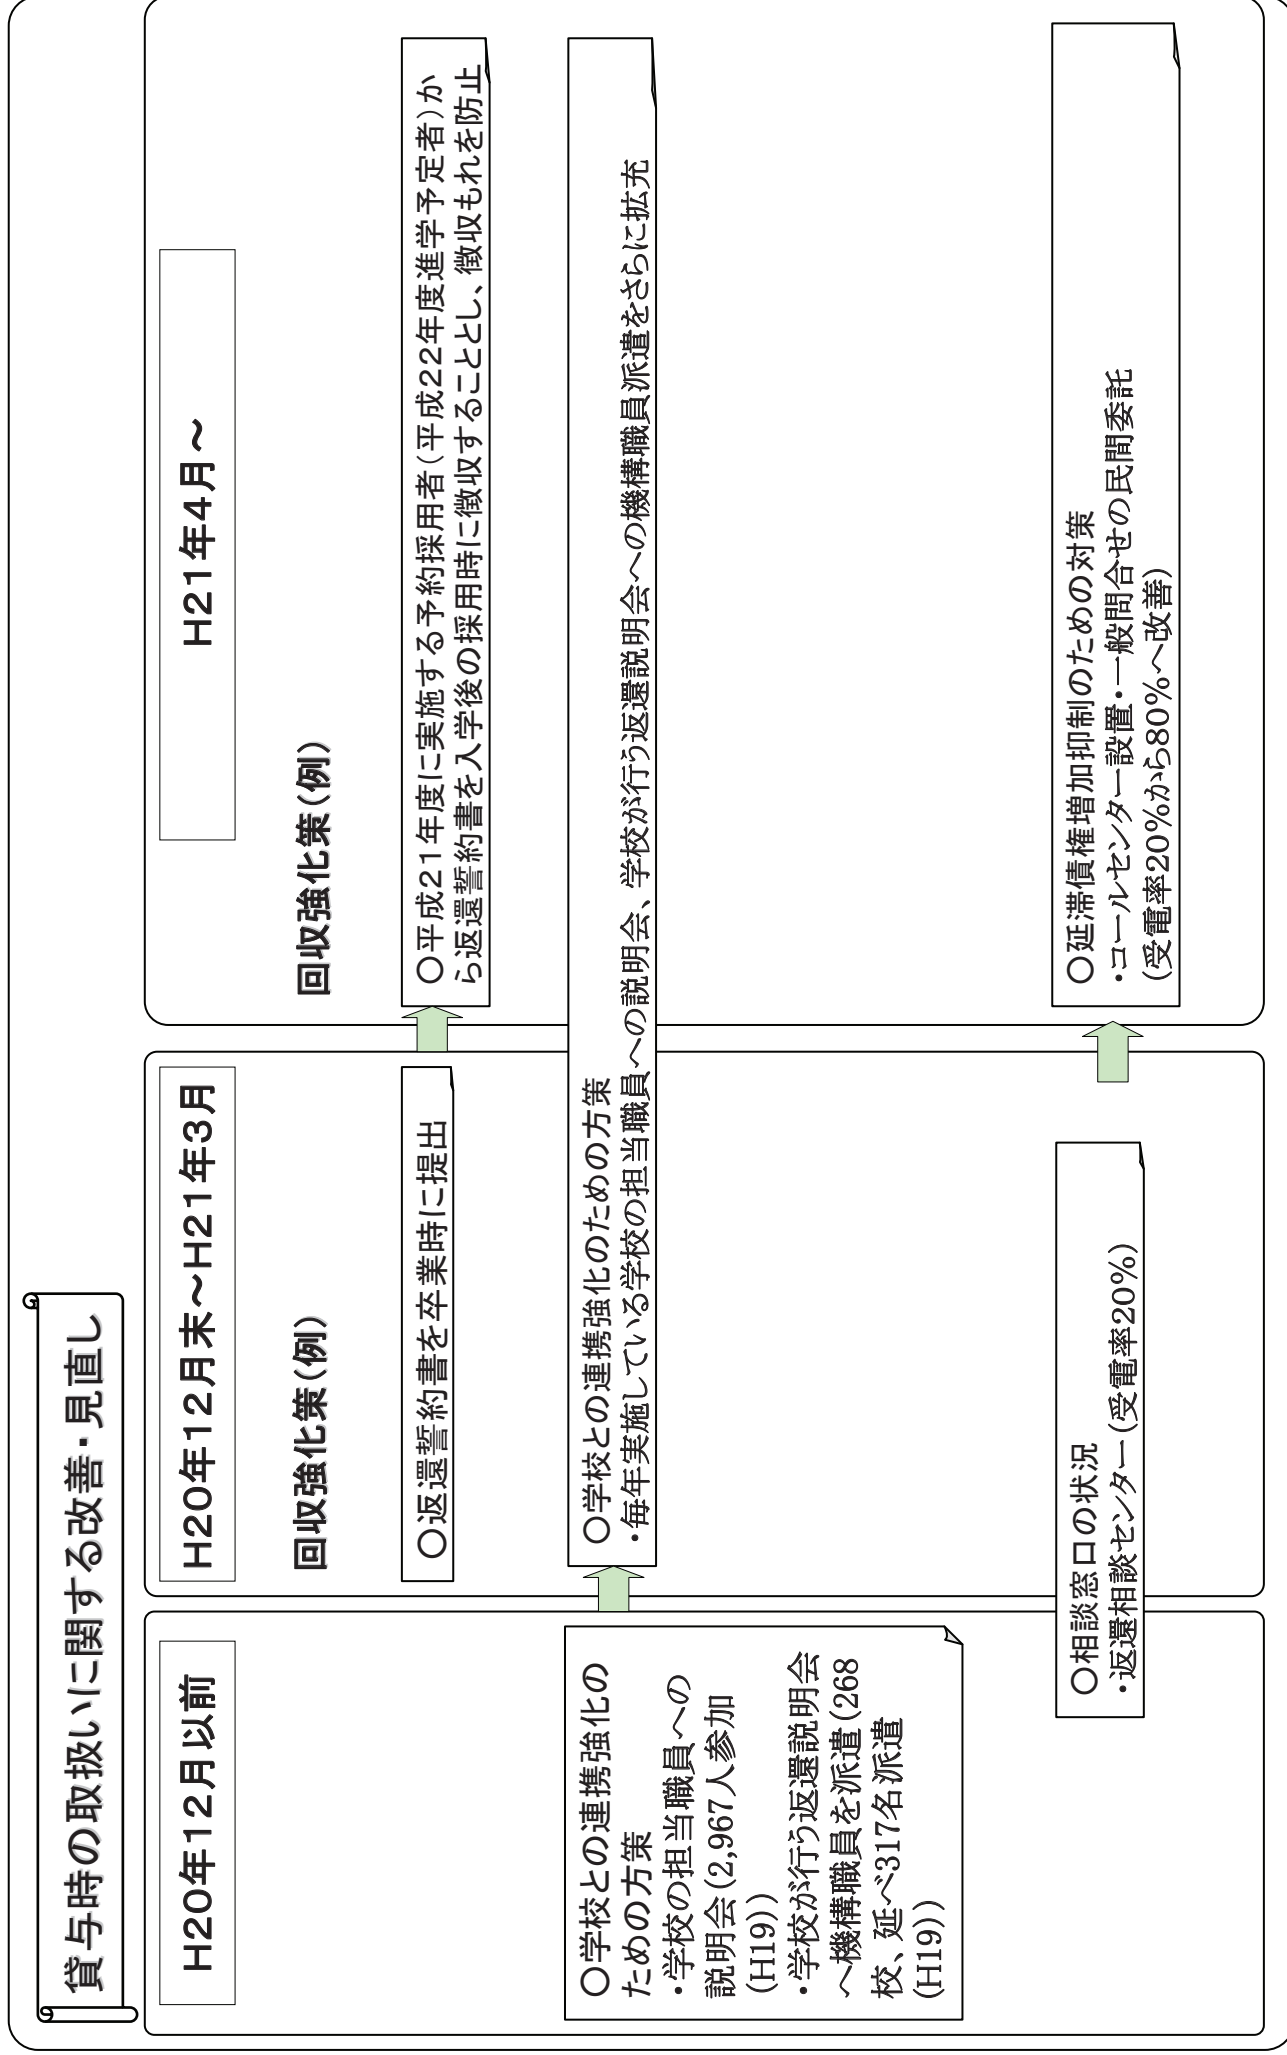 貸与時の取扱いに関する改善・見直し
H20年12月以前
○学校との連携強化の
ための方策
・学校の担当職員への
説明会(2,967人参加
(H19))
・学校が行う返還説明会
へ機構職員を派遣(268
校、延べ317名派遣
(H19))
H20年12月末～H21年3月
回収強化策(例)
○返還誓約書を卒業時に提出
○学校との連携強化のための方策
・毎年実施している学校の担当職員への説明会、学校が行う返還説明会への機構職員派遣をさらに拡充
○相談窓口の状況
・返還相談センター(受電率20%)
H21年4月～
回収強化策(例)
○平成21年度に実施する予約採用者(平成22年度進学予定者)か
ら返還誓約書を入学後の採用時に徴収することとし、徴収もれを防止
○延滞債権増加抑制のための対策
・コールセンター設置・一般問合せの民間委託
(受電率20%から80%へ改善)